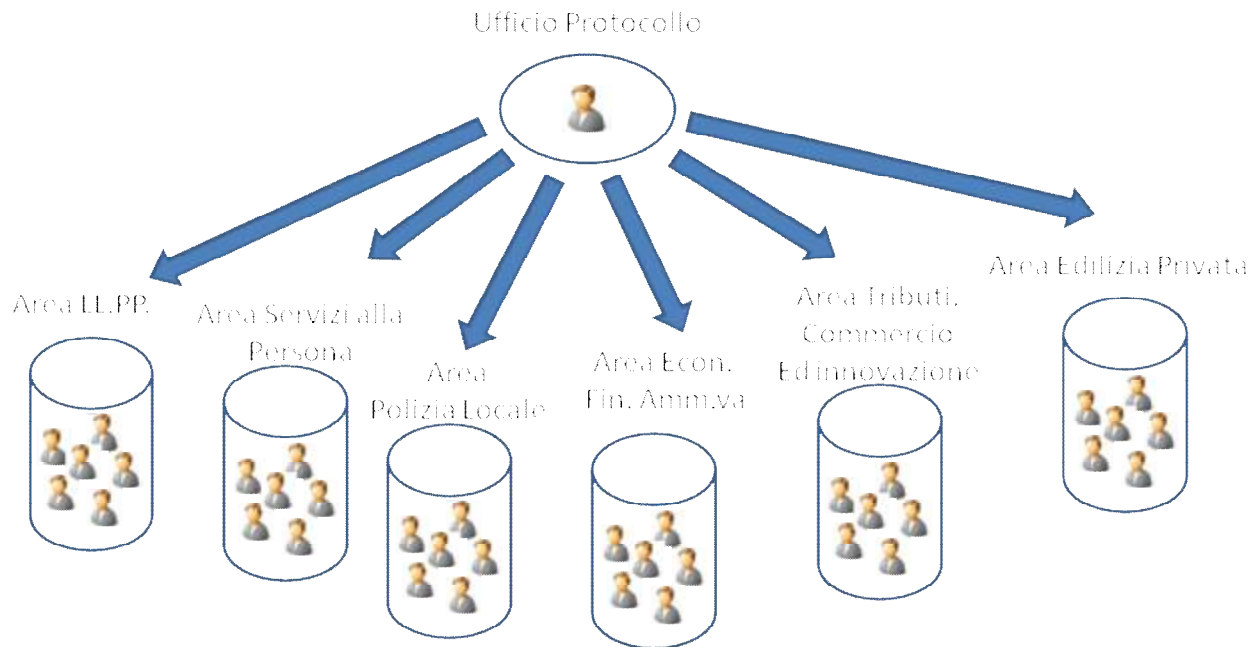 Ufficio Protocollo
Area LL.PP.
Area Servizi alla
Persona
Area
Polizia Locale
Area Econ.
Fin. Amm.va
Area Tributi.
Commercio
Ed innovazione
Area Edilizia Privata